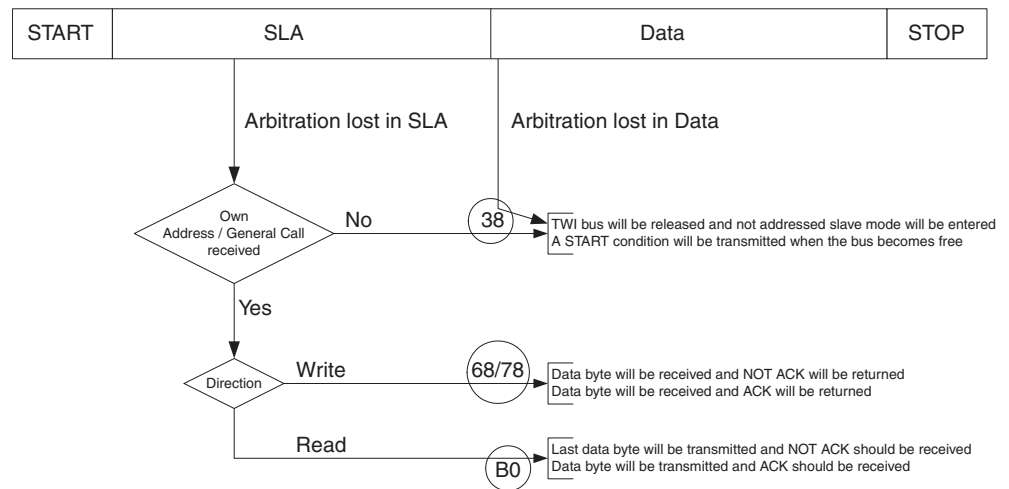 START SLA Data STOP
Arbitration lost in SLA Arbitration lost in Data
Own
Address / General Call
received
No
38
TWI bus will be released and not addressed slave mode will be entered
A START condition will be transmitted when the bus becomes free
Yes
Direction
Write
68/78
Data byte will be received and NOT ACK will be returned
Data byte will be received and ACK will be returned
Read
B0
Last data byte will be transmitted and NOT ACK should be received
Data byte will be transmitted and ACK should be received